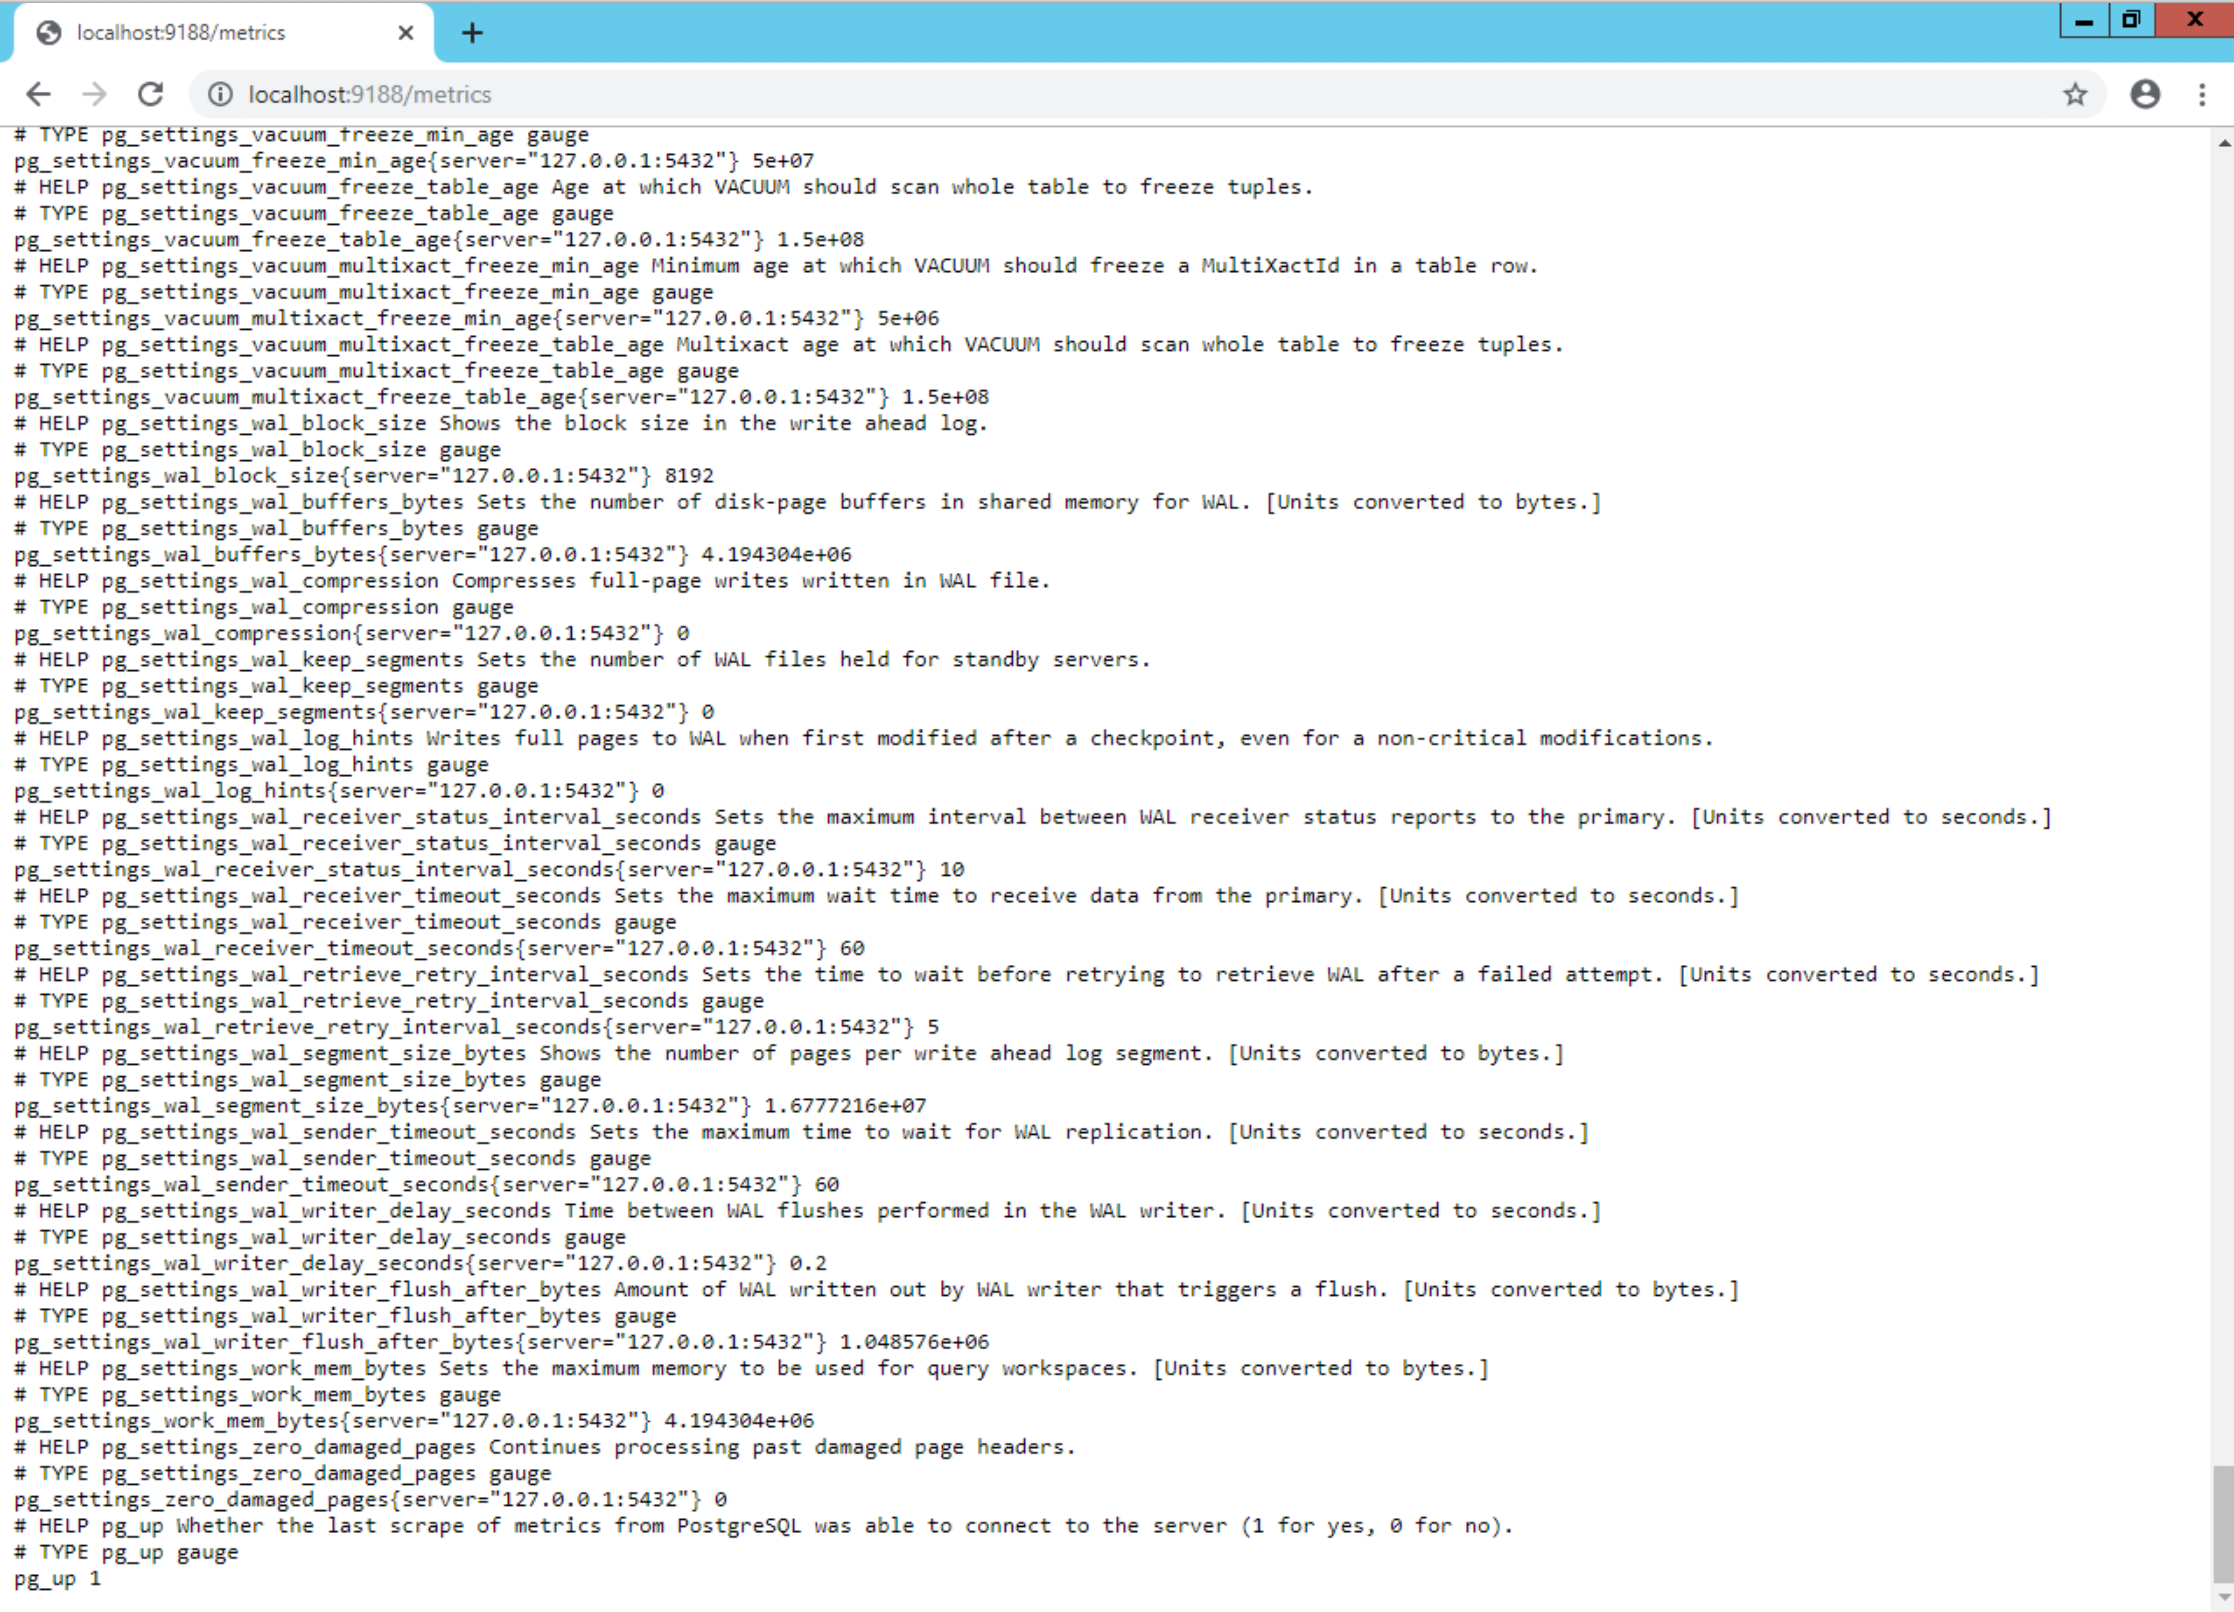 localhost:9188/metrics
localhost:9188/metrics
# TYPE pg_settings_vacuum_freeze_min_age gauge
pg_settings_vacuum_freeze_min_age{server="127.0.0.1:5432"} 5e+07
# HELP pg_settings_vacuum_freeze_table_age Age at which VACUUM should scan whole table to freeze tuples.
# TYPE pg_settings_vacuum_freeze_table_age gauge
pg_settings_vacuum_freeze_table_age{server="127.0.0.1:5432"} 1.5e+08
# HELP pg_settings_vacuum_multixact_freeze_min_age Minimum age at which VACUUM should freeze a MultiXactId in a table row.
# TYPE pg_settings_vacuum_multixact_freeze_min_age gauge
pg_settings_vacuum_multixact_freeze_min_age{server="127.0.0.1:5432"} 5e+06
# HELP pg_settings_vacuum_multixact_freeze_table_age Multixact age at which VACUUM should scan whole table to freeze tuples.
# TYPE pg_settings_vacuum_multixact_freeze_table_age gauge
pg_settings_vacuum_multixact_freeze_table_age{server="127.0.0.1:5432"} 1.5e+08
# HELP pg_settings_wal_block_size Shows the block size in the write ahead log.
# TYPE pg_settings_wal_block_size gauge
pg_settings_wal_block_size{server="127.0.0.1:5432"} 8192
# HELP pg_settings_wal_buffers_bytes Sets the number of disk-page buffers in shared memory for WAL. [Units converted to bytes.]
# TYPE pg_settings_wal_buffers_bytes gauge
pg_settings_wal_buffers_bytes{server="127.0.0.1:5432"} 4.194304e+06
# HELP pg_settings_wal_compression Compresses full-page writes written in WAL file.
# TYPE pg_settings_wal_compression gauge
pg_settings_wal_compression{server="127.0.0.1:5432"} 0
# HELP pg_settings_wal_keep_segments Sets the number of WAL files held for standby servers.
# TYPE pg_settings_wal_keep_segments gauge
pg_settings_wal_keep_segments{server="127.0.0.1:5432"} 0
# HELP pg_settings_wal_log_hints Writes full pages to WAL when first modified after a checkpoint, even for a non-critical modifications.
# TYPE pg_settings_wal_log_hints gauge
pg_settings_wal_log_hints{server="127.0.0.1:5432"} 0
# HELP pg_settings_wal_receiver_status_interval_seconds Sets the maximum interval between WAL receiver status reports to the primary. [Units converted to seconds.]
# TYPE pg_settings_wal_receiver_status_interval_seconds gauge
pg_settings_wal_receiver_status_interval_seconds{server="127.0.0.1:5432"} 10
# HELP pg_settings_wal_receiver_timeout_seconds Sets the maximum wait time to receive data from the primary. [Units converted to seconds.]
# TYPE pg_settings_wal_receiver_timeout_seconds gauge
pg_settings_wal_receiver_timeout_seconds{server="127.0.0.1:5432"} 60
# HELP pg_settings_wal_retrieve_retry_interval_seconds Sets the time to wait before retrying to retrieve WAL after a failed attempt. [Units converted to seconds.]
# TYPE pg_settings_wal_retrieve_retry_interval_seconds gauge
pg_settings_wal_retrieve_retry_interval_seconds{server="127.0.0.1:5432"} 5
# HELP pg_settings_wal_segment_size_bytes Shows the number of pages per write ahead log segment. [Units converted to bytes.]
# TYPE pg_settings_wal_segment_size_bytes gauge
pg_settings_wal_segment_size_bytes{server="127.0.0.1:5432"} 1.6777216e+07
# HELP pg_settings_wal_sender_timeout_seconds Sets the maximum time to wait for WAL replication. [Units converted to seconds.]
# TYPE pg_settings_wal_sender_timeout_seconds gauge
pg_settings_wal_sender_timeout_seconds{server="127.0.0.1:5432"} 60
# HELP pg_settings_wal_writer_delay_seconds Time between WAL flushes performed in the WAL writer. [Units converted to seconds.]
# TYPE pg_settings_wal_writer_delay_seconds gauge
pg_settings_wal_writer_delay_seconds{server="127.0.0.1:5432"} 0.2
# HELP pg_settings_wal_writer_flush_after_bytes Amount of WAL written out by WAL writer that triggers a flush. [Units converted to bytes.]
# TYPE pg_settings_wal_writer_flush_after_bytes gauge
pg_settings_wal_writer_flush_after_bytes{server="127.0.0.1:5432"} 1.048576e+06
# HELP pg_settings_work_mem_bytes Sets the maximum memory to be used for query workspaces. [Units converted to bytes.]
# TYPE pg_settings_work_mem_bytes gauge
pg_settings_work_mem_bytes{server="127.0.0.1:5432"} 4.194304e+06
# HELP pg_settings_zero_damaged_pages Continues processing past damaged page headers.
# TYPE pg_settings_zero_damaged_pages gauge
pg_settings_zero_damaged_pages{server="127.0.0.1:5432"} 0
# HELP pg_up Whether the last scrape of metrics from PostgreSQL was able to connect to the server (1 for yes, 0 for no).
# TYPE pg_up gauge
pg_up 1